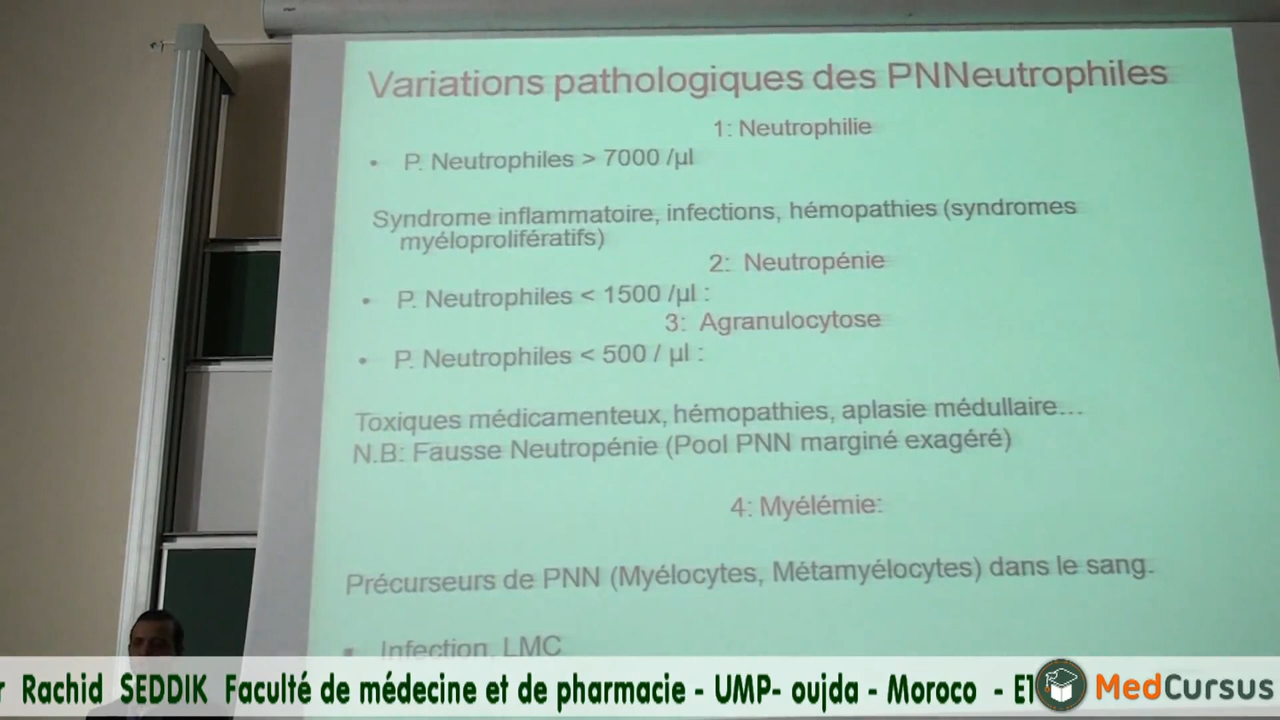 Variations pathologiques des PNNeutrophiles
1: Neutrophilie
• P. Neutrophiles > 7000 /µl
Syndrome inflammatoire, infections, hémopathies (syndromes
myéloprolifératifs)
2: Neutropénie
• P. Neutrophiles < 1500 /µl :
3: Agranulocytose
• P. Neutrophiles < 500 / µl :
Toxiques médicamenteux, hémopathies, aplasie médullaire...
N.B: Fausse Neutropénie (Pool PNN marginé exagéré)
4: Myélémie:
Précurseurs de PNN (Myélocytes, Métamyélocytes) dans le sang.
▪ Infection, LMC
r Rachid SEDDIK Faculté de médecine et de pharmacie - UMP- oujda - Moroco - E1
MedCursus